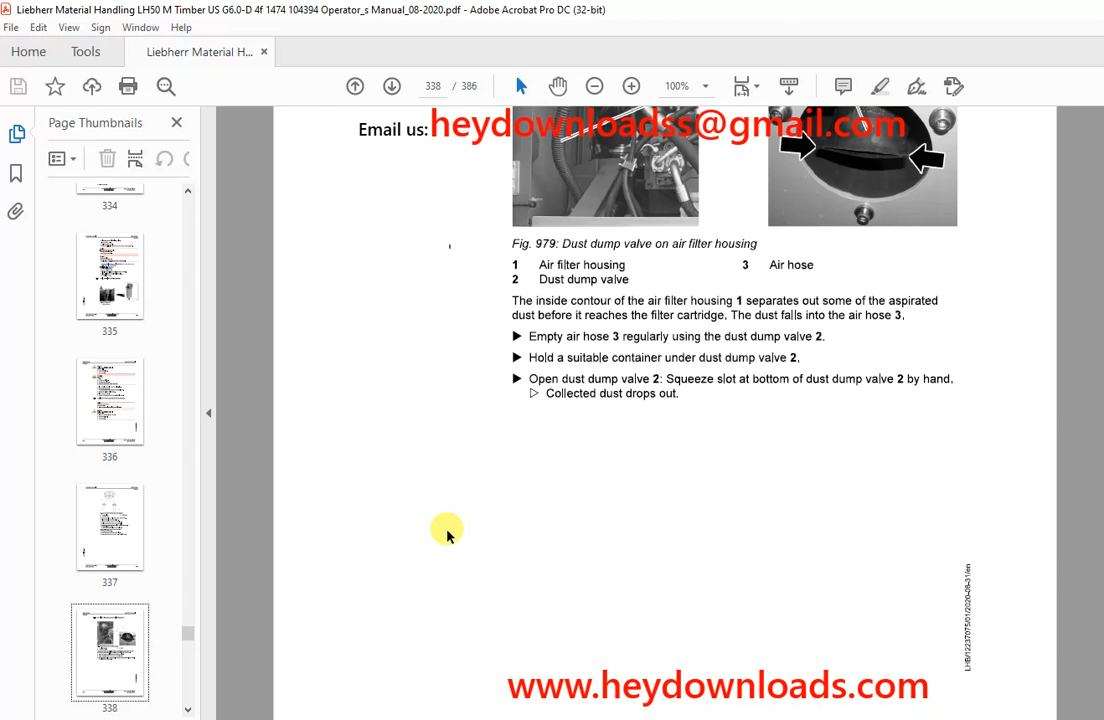 Liebherr Material Handling LH50 M Timber US G6.0-D 4f 1474 104394 Operator_s Manual_08-2020.pdf - Adobe Acrobat Pro DC (32-bit)
File Edit View Sign Window Help
Home Tools Liebherr Material H... ×
338 / 386 100%
Page Thumbnails
334
335
336
337
338
Email us: heydownloadss@gmail.com
Fig. 979: Dust dump valve on air filter housing
1 Air filter housing 3 Air hose
2 Dust dump valve
The inside contour of the air filter housing 1 separates out some of the aspirated
dust before it reaches the filter cartridge. The dust falls into the air hose 3.
▶ Empty air hose 3 regularly using the dust dump valve 2.
▶ Hold a suitable container under dust dump valve 2.
▶ Open dust dump valve 2: Squeeze slot at bottom of dust dump valve 2 by hand.
▷ Collected dust drops out.
LHB/12237075/01/2020-08-31/en
www.heydownloads.com